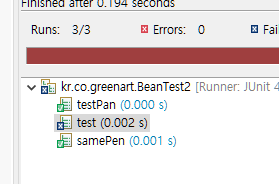 Finished after 0.194 seconds
Runs: 3/3 Errors: 0 Fai
kr.co.greenart.BeanTest2 [Runner: JUnit 4
testPan (0.000 s)
test (0.002 s)
samePen (0.001 s)